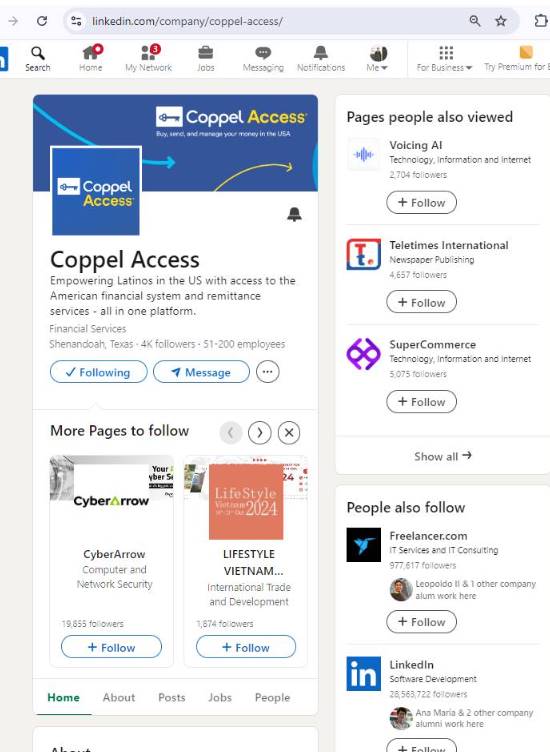 linkedin.com/company/coppel-access/
in
Search
Home
3
My Network
Jobs
Messaging
Notifications
Me
For Business
Try Premium for
Coppel Access
Buy, send, and manage your money in the USA
Coppel
Access
Coppel Access
Empowering Latinos in the US with access to the
American financial system and remittance
services - all in one platform.
Financial Services
Shenandoah, Texas · 4K followers · 51-200 employees
Following
Message
More Pages to follow
CyberArrow
CyberArrow
Computer and
Network Security
19,855 followers
+ Follow
LifeStyle
Vietnam 2024
LIFESTYLE
VIETNAM...
International Trade
and Development
1,874 followers
+ Follow
Home
About
Posts
Jobs
People
About
Pages people also viewed
Voicing AI
Technology, Information and Internet
2,704 followers
+ Follow
Teletimes International
Newspaper Publishing
4,657 followers
+ Follow
SuperCommerce
Technology, Information and Internet
5,075 followers
+ Follow
Show all →
People also follow
Freelancer.com
IT Services and IT Consulting
977,617 followers
Leopoldo II & 1 other company
alum work here
+ Follow
in
LinkedIn
Software Development
28,563,722 followers
Ana María & 2 other company
alumni work here
+ Follow